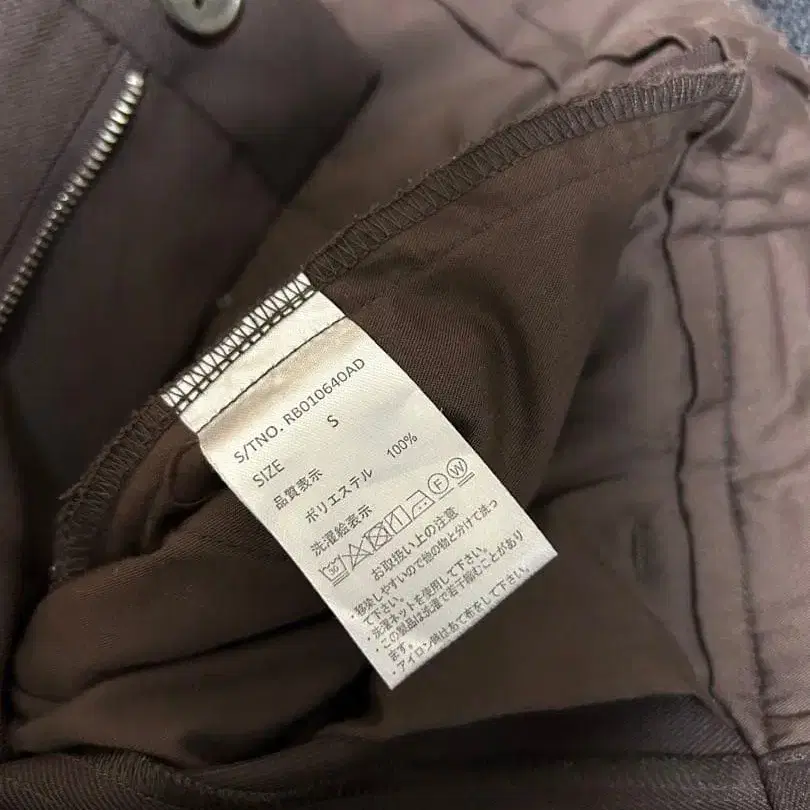 S/TNO. RB010640AD
SIZE S
品質表示
ポリエステル 100%
洗濯絵表示
30 F W
お取扱い上の注意
・移染しやすいので他の物と分けて洗っ
て下さい。
・洗濯ネットを使用して下さい。
・この製品は洗濯で若干縮むことがあり
ます。
・アイロン掛はあて布をして下さい。